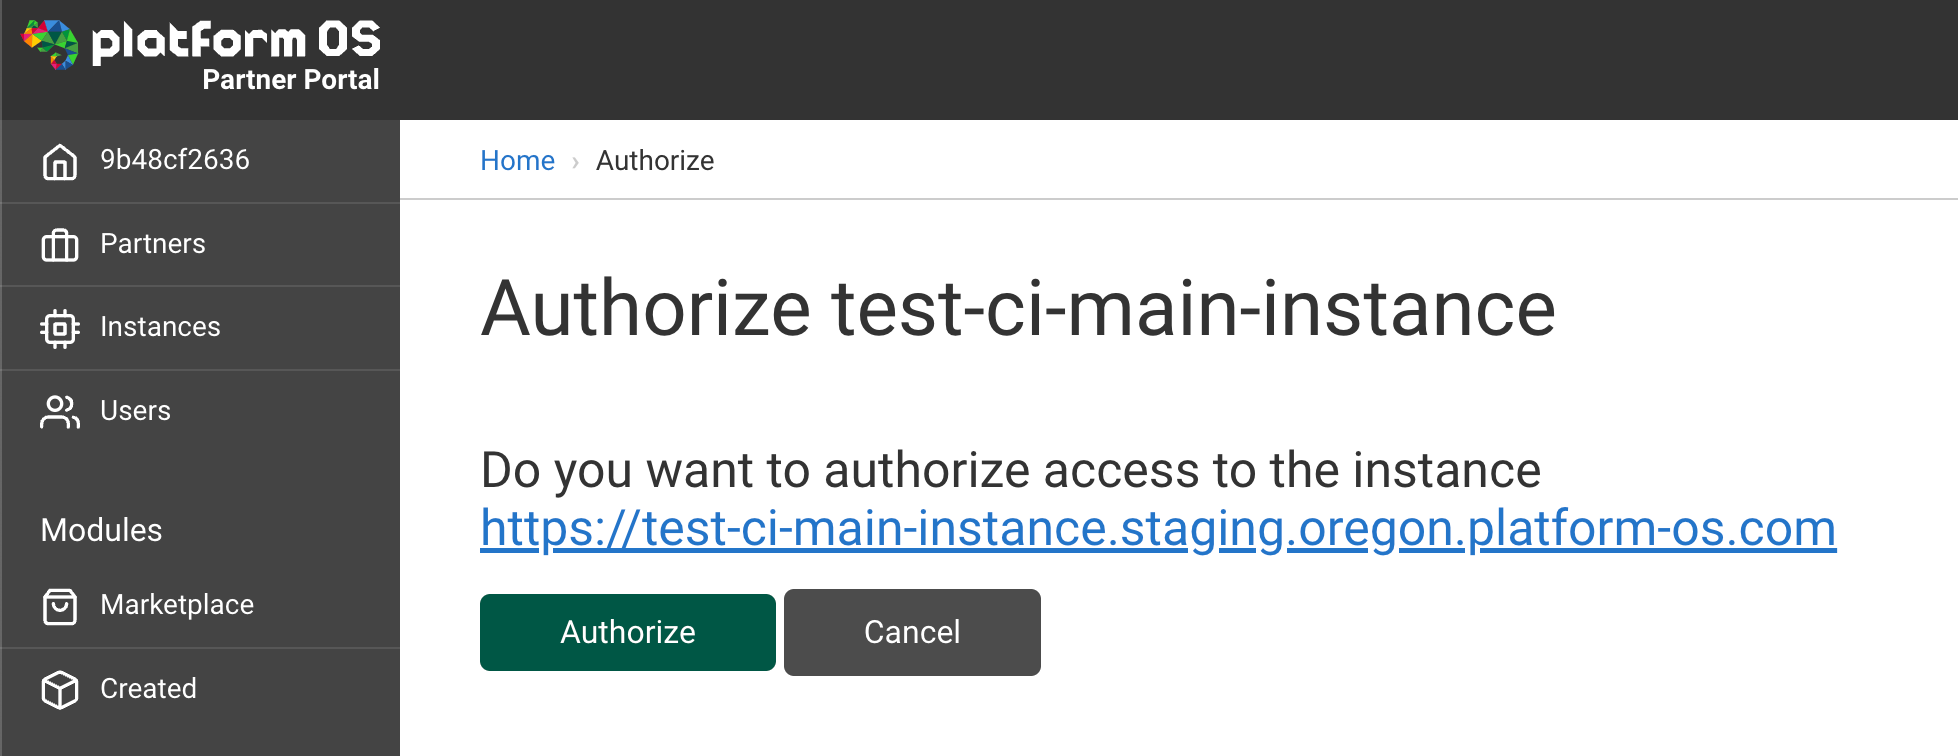 platform OS
Partner Portal
9b48cf2636
Partners
Instances
Users
Modules
Marketplace
Created
Home › Authorize
Authorize test-ci-main-instance
Do you want to authorize access to the instance
https://test-ci-main-instance.staging.oregon.platform-os.com
Authorize
Cancel